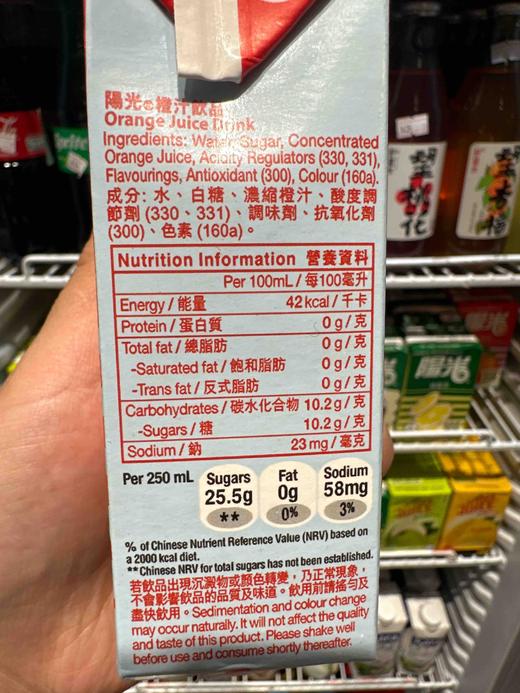 陽光®橙汁飲品
Orange Juice Drink
Ingredients: Water, Sugar, Concentrated
Orange Juice, Acidity Regulators (330, 331),
Flavourings, Antioxidant (300), Colour (160a).
成分: 水、白糖、濃縮橙汁、酸度調
節劑 (330、331)、調味劑、抗氧化劑
(300)、色素 (160a)。
Nutrition Information 營養資料
Per 100mL / 每100毫升
Energy / 能量 42 kcal / 千卡
Protein / 蛋白質 0 g / 克
Total fat / 總脂肪 0 g / 克
-Saturated fat / 飽和脂肪 0 g / 克
-Trans fat / 反式脂肪 0 g / 克
Carbohydrates / 碳水化合物 10.2 g / 克
-Sugars / 糖 10.2 g / 克
Sodium / 鈉 23 mg / 毫克
Per 250 mL Sugars Fat Sodium
25.5g 0g 58mg
** 0% 3%
% of Chinese Nutrient Reference Value (NRV) based on
a 2000 kcal diet.
**Chinese NRV for total sugars has not been established.
若飲品出現沉澱物或顏色轉變，乃正常現象，
不會影響飲品的品質及味道。飲用前請搖勻及
盡快飲用。Sedimentation and colour change
may occur naturally. It will not affect the quality
and taste of this product. Please shake well
before use and consume shortly thereafter.
陽光